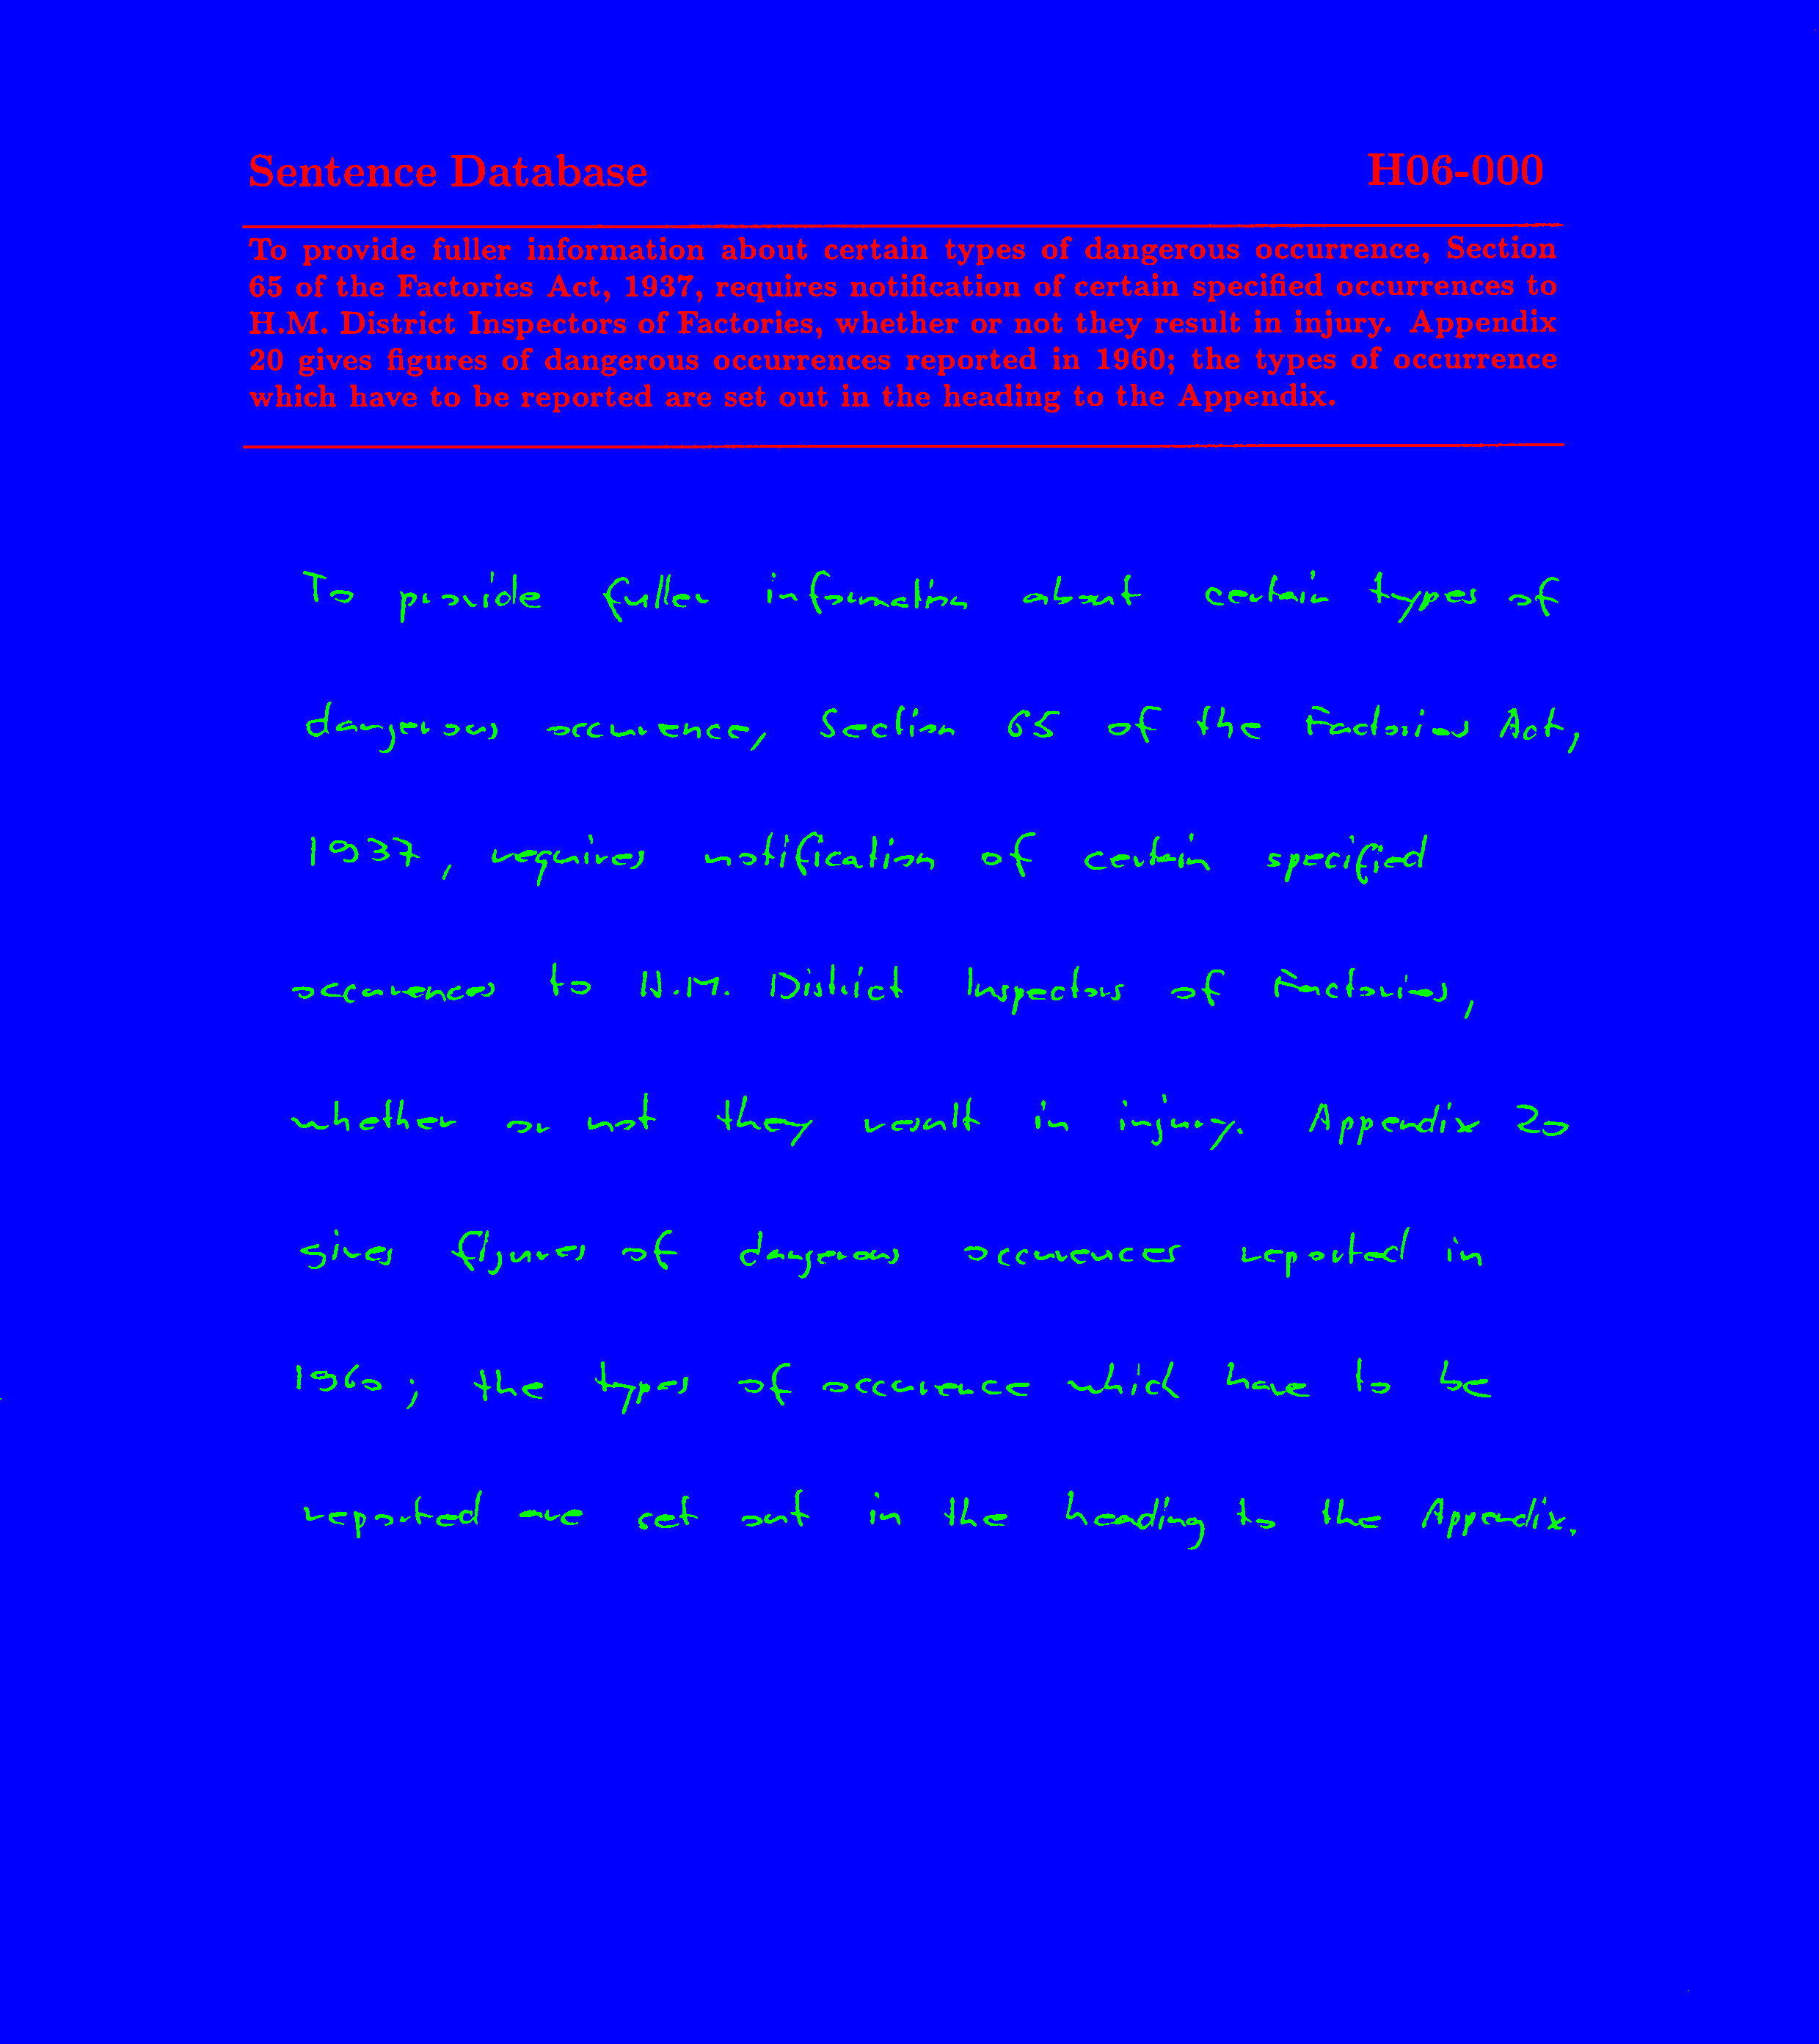 Sentence Database H06-000
To provide fuller information about certain types of dangerous occurrence, Section
65 of the Factories Act, 1937, requires notification of certain specified occurrences to
H.M. District Inspectors of Factories, whether or not they result in injury. Appendix
20 gives figures of dangerous occurrences reported in 1960; the types of occurrence
which have to be reported are set out in the heading to the Appendix.
To provide fuller information about certain types of
dangerous occurence, Section 65 of the Factories Act,
1937, requires notification of certain specified
occurences to H.M. District Inspectors of Factories,
whether or not they result in injury. Appendix 20
gives figures of dangerous occurences reported in
1960; the types of occurence which have to be
reported are set out in the heading to the Appendix.